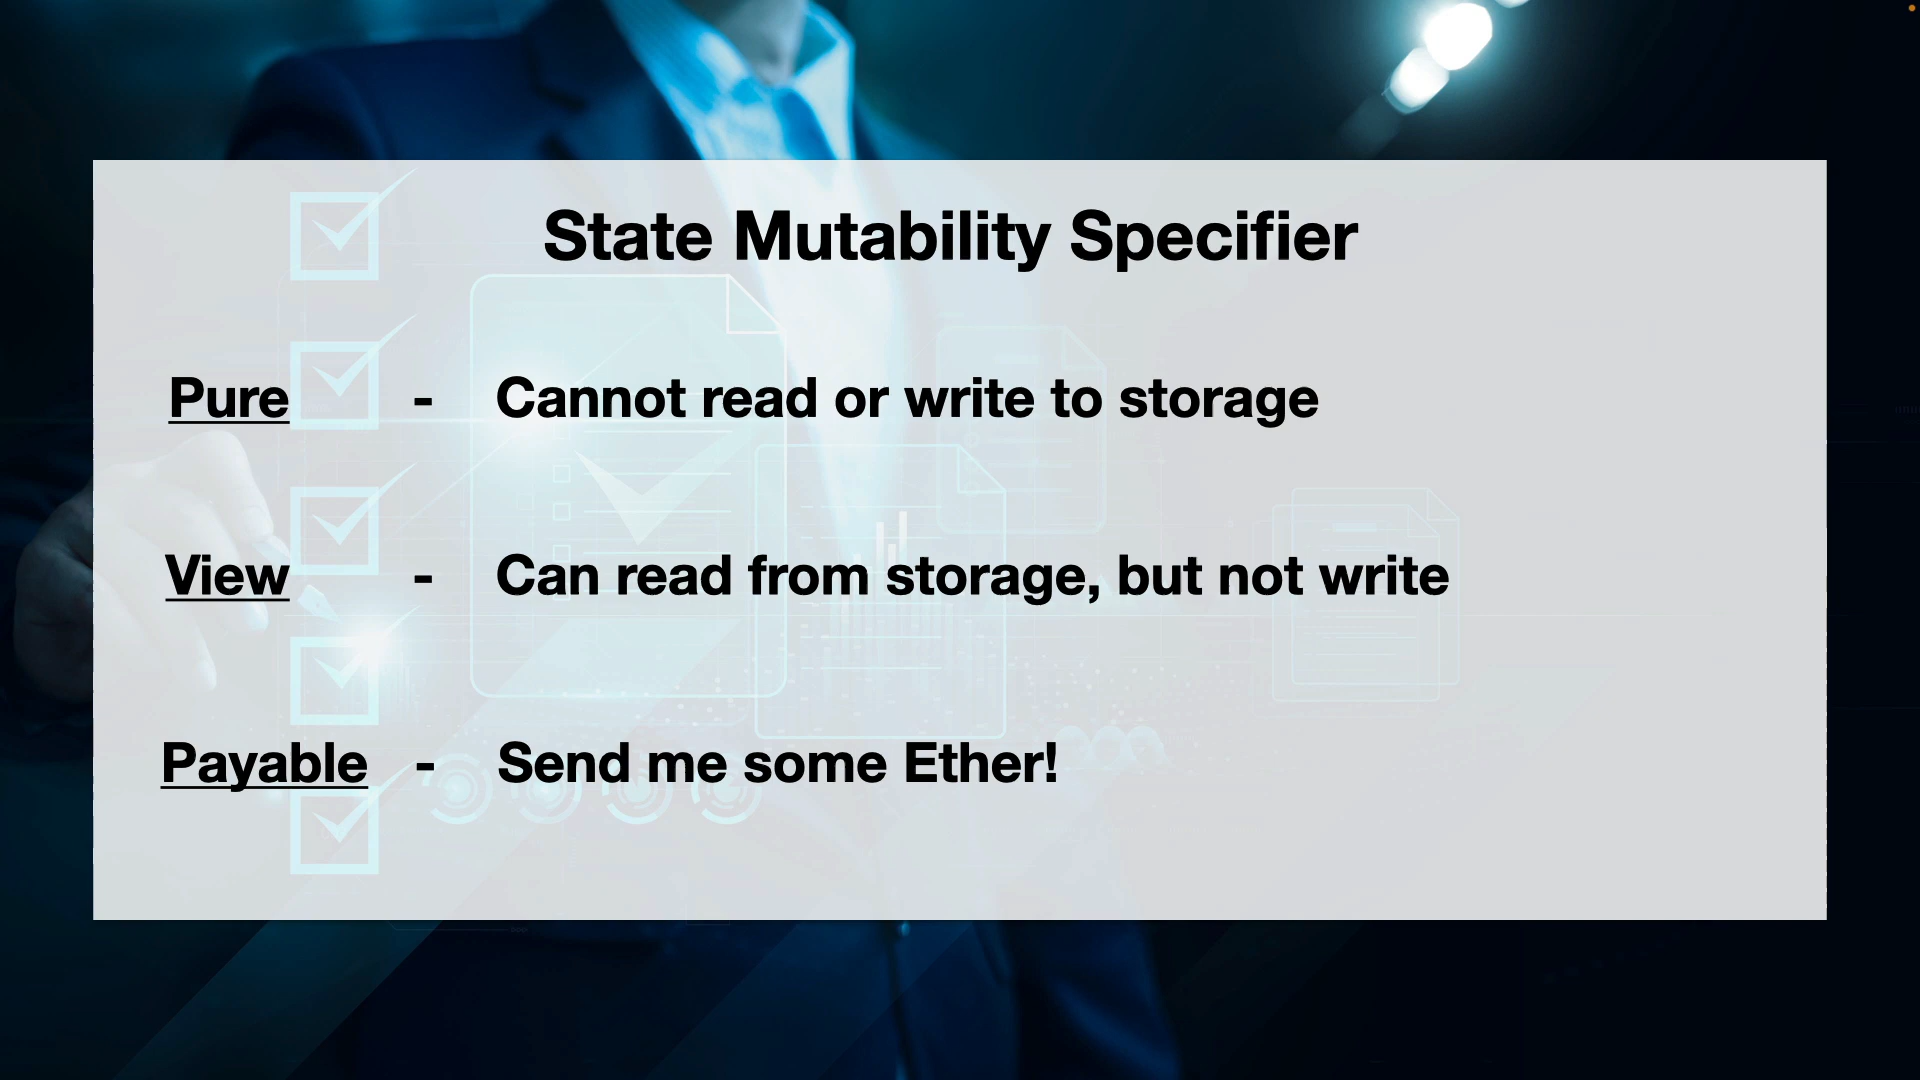 State Mutability Specifier
Pure - Cannot read or write to storage
View - Can read from storage, but not write
Payable - Send me some Ether!